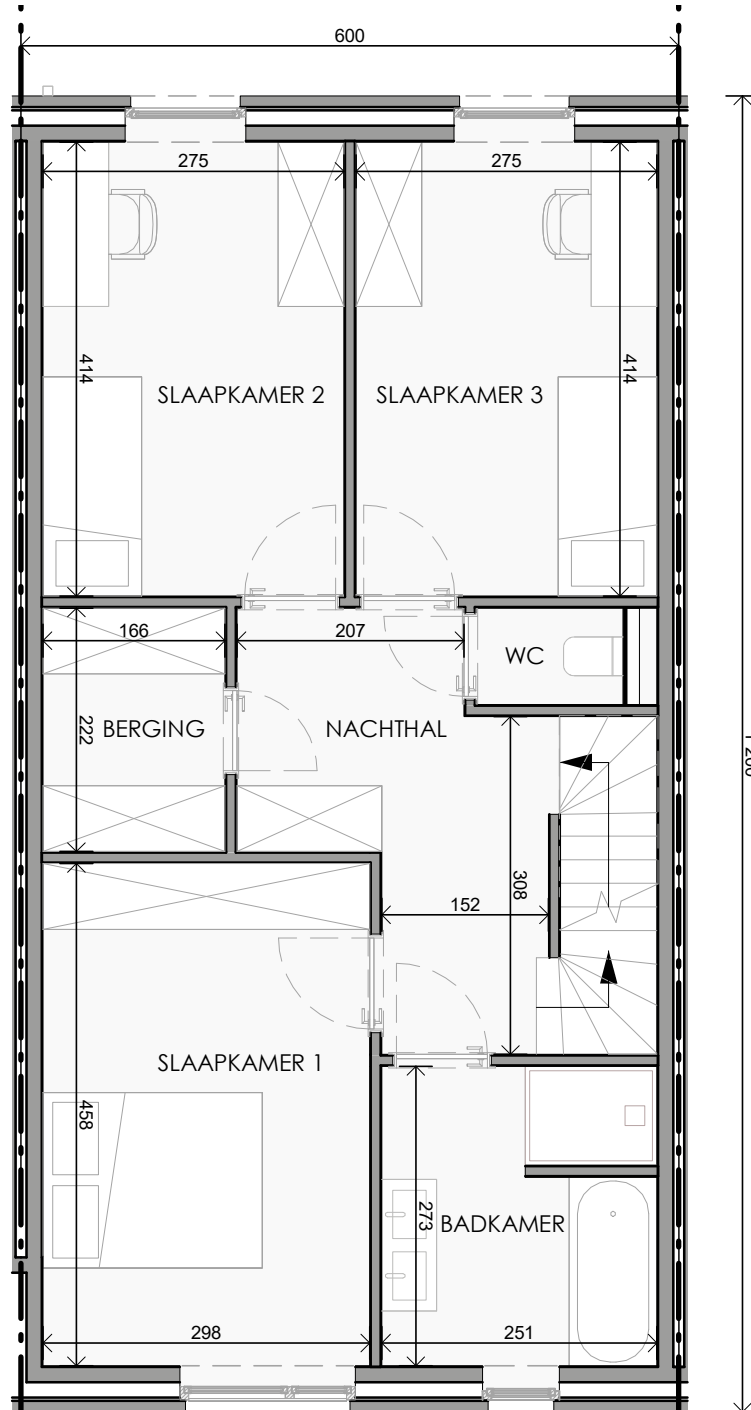 600
275
275
414
414
SLAAPKAMER 2
SLAAPKAMER 3
166
207
WC
222
BERGING
NACHTHAL
308
152
SLAAPKAMER 1
458
273
BADKAMER
298
251